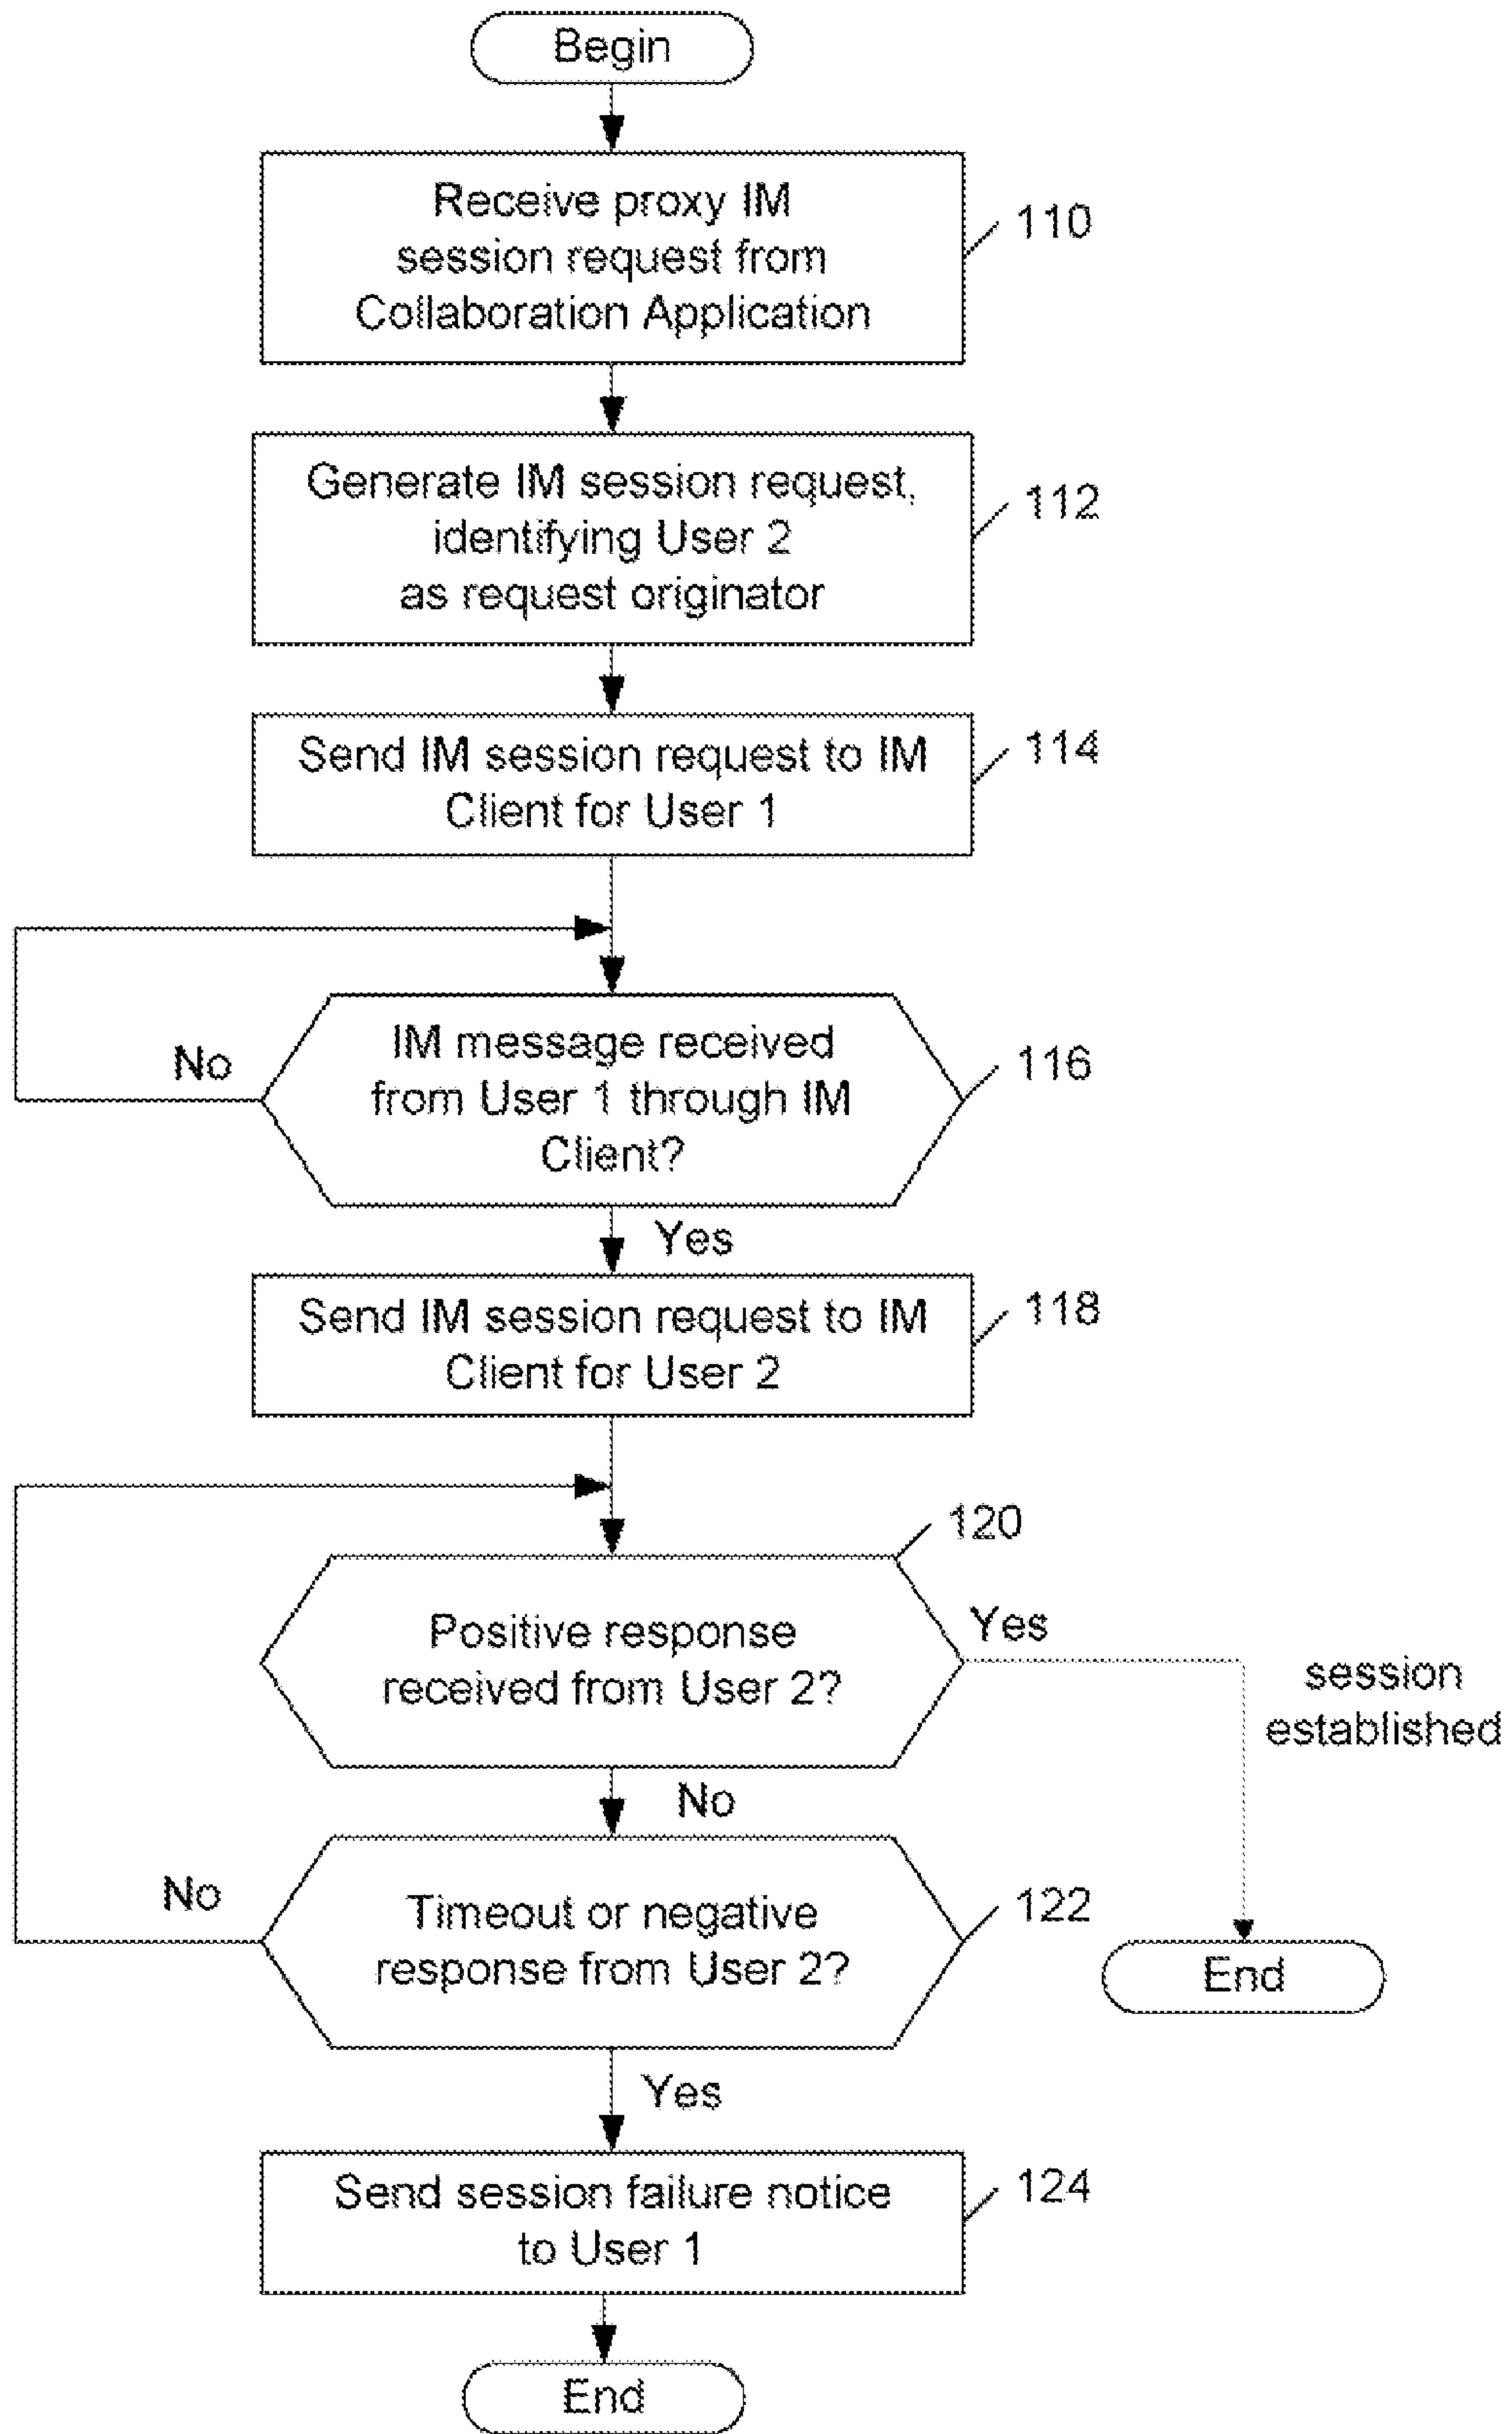 Begin
Receive proxy IM
session request from
Collaboration Application
110
Generate IM session request,
identifying User 2
as request originator
112
Send IM session request to IM
Client for User 1
114
IM message received
from User 1 through IM
Client?
116
No
Yes
Send IM session request to IM
Client for User 2
118
120
Positive response
received from User 2?
Yes
session
established
No
Timeout or negative
response from User 2?
122
No
End
Yes
Send session failure notice
to User 1
124
End